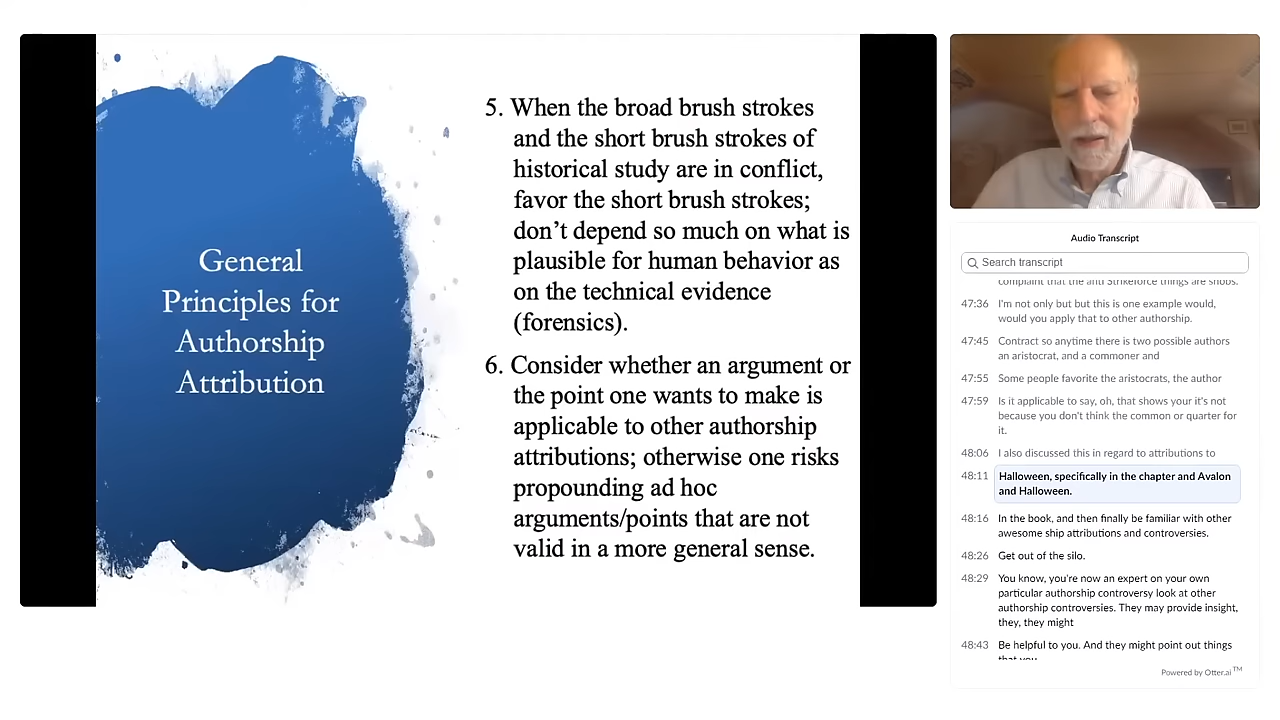 General
Principles for
Authorship
Attribution
5. When the broad brush strokes
and the short brush strokes of
historical study are in conflict,
favor the short brush strokes;
don’t depend so much on what is
plausible for human behavior as
on the technical evidence
(forensics).
6. Consider whether an argument or
the point one wants to make is
applicable to other authorship
attributions; otherwise one risks
propounding ad hoc
arguments/points that are not
valid in a more general sense.
Audio Transcript
Search transcript
complaint that the anti Strikeforce things are snobs.
47:36 I'm not only but but this is one example would,
would you apply that to other authorship.
47:45 Contract so anytime there is two possible authors
an aristocrat, and a commoner and
47:55 Some people favorite the aristocrats, the author
47:59 Is it applicable to say, oh, that shows your it's not
because you don't think the common or quarter for
it.
48:06 I also discussed this in regard to attributions to
48:11 Halloween, specifically in the chapter and Avalon
and Halloween.
48:16 In the book, and then finally be familiar with other
awesome ship attributions and controversies.
48:26 Get out of the silo.
48:29 You know, you're now an expert on your own
particular authorship controversy look at other
authorship controversies. They may provide insight,
they, they might
48:43 Be helpful to you. And they might point out things
that you
Powered by Otter.ai TM